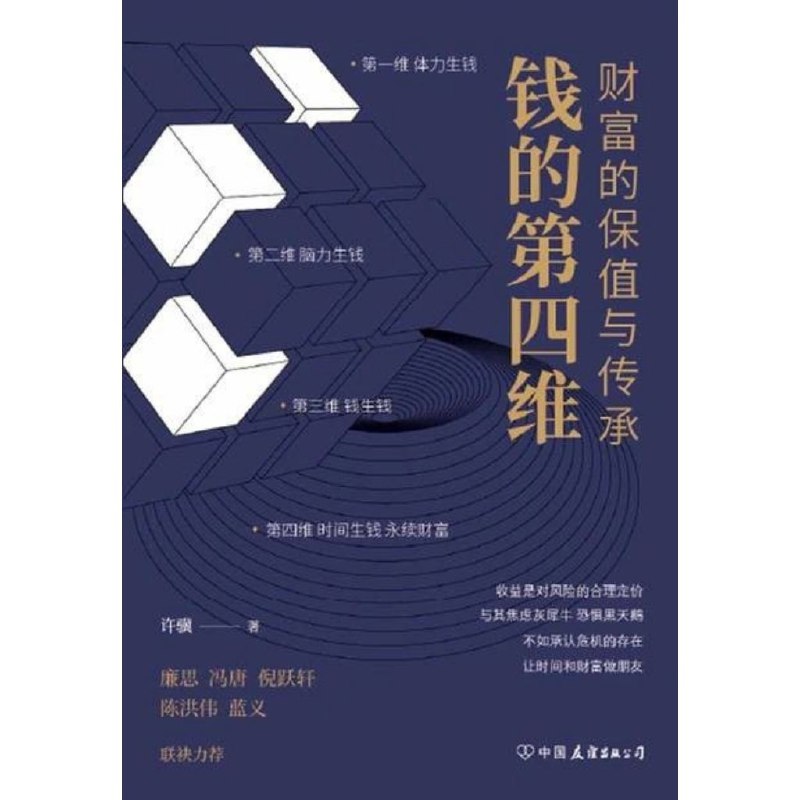 财富的保值与传承
钱的第四维
第一维 体力生钱
第二维 脑力生钱
第三维 钱生钱
第四维 时间生钱 永续财富
收益是对风险的合理定价
与其焦虑灰犀牛 恐惧黑天鹅
不如承认危机的存在
让时间和财富做朋友
许骥 —— 著
廉思 冯唐 倪跃轩
陈洪伟 蓝义
联袂力荐
中国友谊出版公司